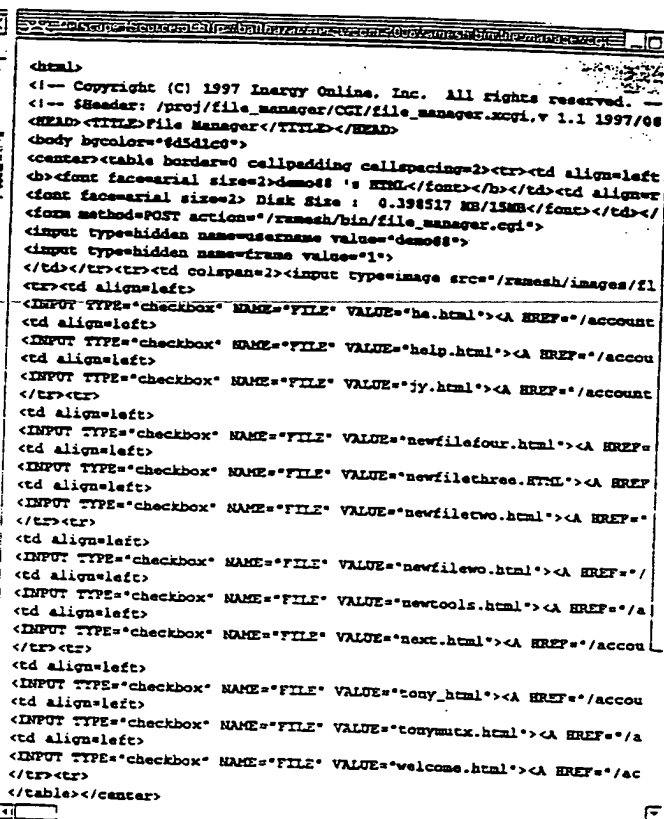 <html>
<!-- Copyright (C) 1997 Inergy Online, Inc. All rights reserved. --
<!-- $Header: /proj/file_manager/CGI/file_manager.xcgi,v 1.1 1997/08
<HEAD><TITLE>File Manager</TITLE></HEAD>
<body bgcolor="#d5d1c0">
<center><table border=0 cellpadding cellspacing=2><tr><td align=left
<b><font face=arial size=2>demo88 's HTML</font></b></td><td align=r
<font face=arial size=2> Disk Size : 0.398517 MB/15MB</font></td></
<form method=POST action="/ramesh/bin/file_manager.cgi">
<input type=hidden name=username value="demo88">
<input type=hidden name=frame value="1">
</td></tr><tr><td colspan=2><input type=image src="/ramesh/images/fl
<tr><td align=left>
<INPUT TYPE="checkbox" NAME="FILE" VALUE="ha.html"><A HREF="/account
<td align=left>
<INPUT TYPE="checkbox" NAME="FILE" VALUE="help.html"><A HREF="/accou
<td align=left>
<INPUT TYPE="checkbox" NAME="FILE" VALUE="jy.html"><A HREF="/account
</tr><tr>
<td align=left>
<INPUT TYPE="checkbox" NAME="FILE" VALUE="newfilefour.html"><A HREF=
<td align=left>
<INPUT TYPE="checkbox" NAME="FILE" VALUE="newfilethree.HTML"><A HREF
<td align=left>
<INPUT TYPE="checkbox" NAME="FILE" VALUE="newfiletwo.html"><A HREF="
</tr><tr>
<td align=left>
<INPUT TYPE="checkbox" NAME="FILE" VALUE="newfilewo.html"><A HREF="/
<td align=left>
<INPUT TYPE="checkbox" NAME="FILE" VALUE="newtools.html"><A HREF="/a
<td align=left>
<INPUT TYPE="checkbox" NAME="FILE" VALUE="next.html"><A HREF="/accou
</tr><tr>
<td align=left>
<INPUT TYPE="checkbox" NAME="FILE" VALUE="tony_html"><A HREF="/accou
<td align=left>
<INPUT TYPE="checkbox" NAME="FILE" VALUE="tonymutx.html"><A HREF="/a
<td align=left>
<INPUT TYPE="checkbox" NAME="FILE" VALUE="welcome.html"><A HREF="/ac
</tr><tr>
</table></center>